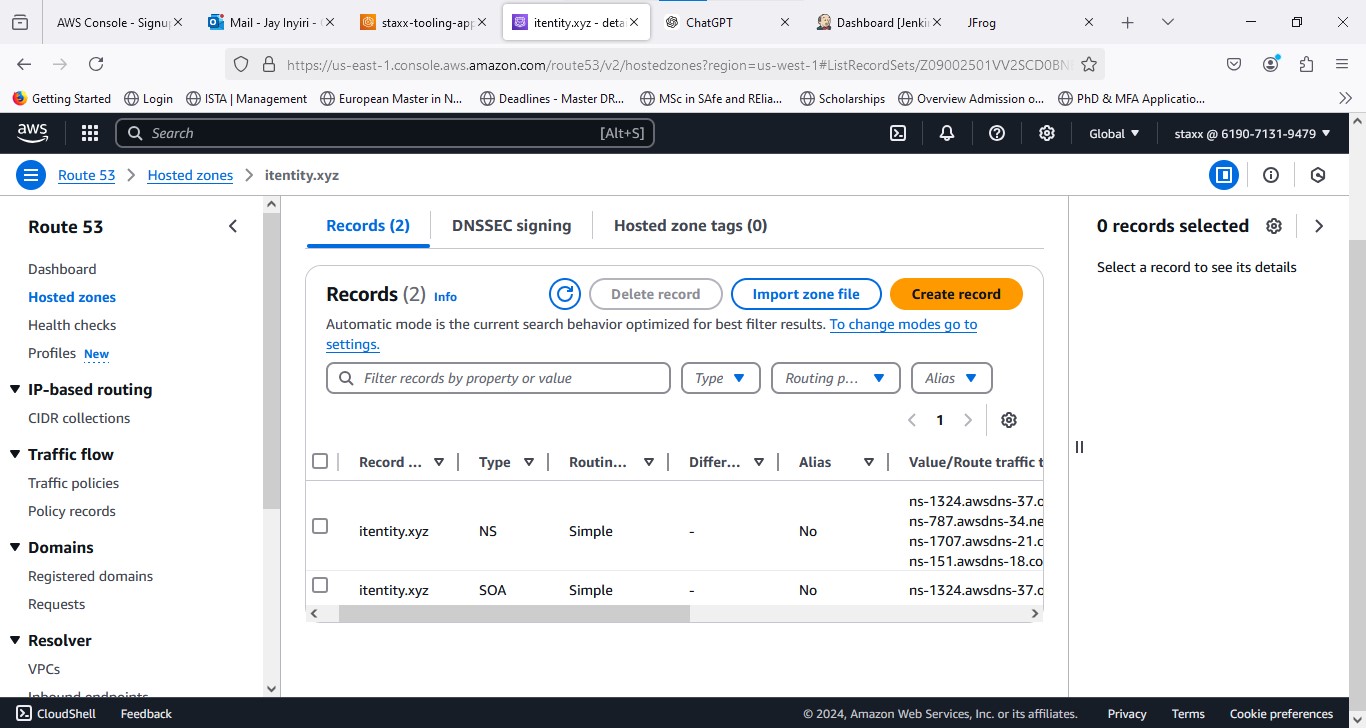 AWS Console - Signup
Mail - Jay Inyiri -
staxx-tooling-app
itentity.xyz - deta
ChatGPT
Dashboard [Jenki
JFrog
https://us-east-1.console.aws.amazon.com/route53/v2/hostedzones?region=us-west-1#ListRecordSets/Z09002501VV2SCD0BN
Getting Started
Login
ISTA | Management
European Master in N...
Deadlines - Master DR...
MSc in SAfe and RElia...
Scholarships
Overview Admission o...
PhD & MFA Applicatio...
aws
Search
[Alt+S]
Global
staxx @ 6190-7131-9479
Route 53
Hosted zones
itentity.xyz
Route 53
Dashboard
Hosted zones
Health checks
Profiles New
IP-based routing
CIDR collections
Traffic flow
Traffic policies
Policy records
Domains
Registered domains
Requests
Resolver
VPCs
Inbound endpoints
Records (2)
DNSSEC signing
Hosted zone tags (0)
Records (2) Info
Delete record
Import zone file
Create record
Automatic mode is the current search behavior optimized for best filter results. To change modes go to
settings.
Filter records by property or value
Type
Routing p...
Alias
1
Record ...
Type
Routin...
Differ...
Alias
Value/Route traffic t
itentity.xyz
NS
Simple
-
No
ns-1324.awsdns-37.o
ns-787.awsdns-34.ne
ns-1707.awsdns-21.c
ns-151.awsdns-18.co
itentity.xyz
SOA
Simple
-
No
ns-1324.awsdns-37.o
0 records selected
Select a record to see its details
CloudShell
Feedback
© 2024, Amazon Web Services, Inc. or its affiliates.
Privacy
Terms
Cookie preferences